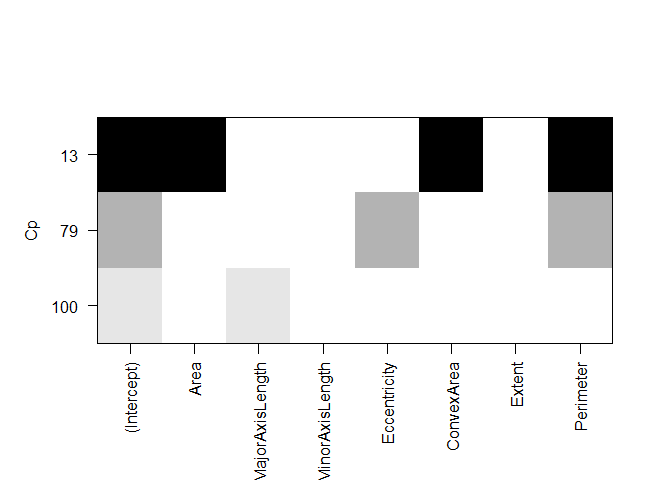 Cp
13
79
100
(Intercept)
Area
MajorAxisLength
MinorAxisLength
Eccentricity
ConvexArea
Extent
Perimeter